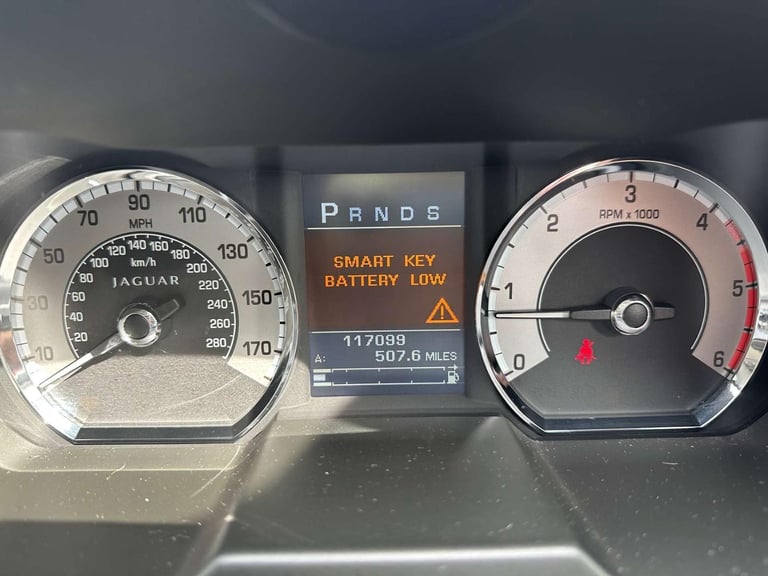 10 30 50 70 90 110 130 150 170
MPH
20 40 60 80 100 120 140 160 180 200 220 240 260 280
km/h
JAGUAR
P R N D S
SMART KEY
BATTERY LOW
117099
A: 507.6 MILES
0 1 2 3 4 5 6
RPM x 1000